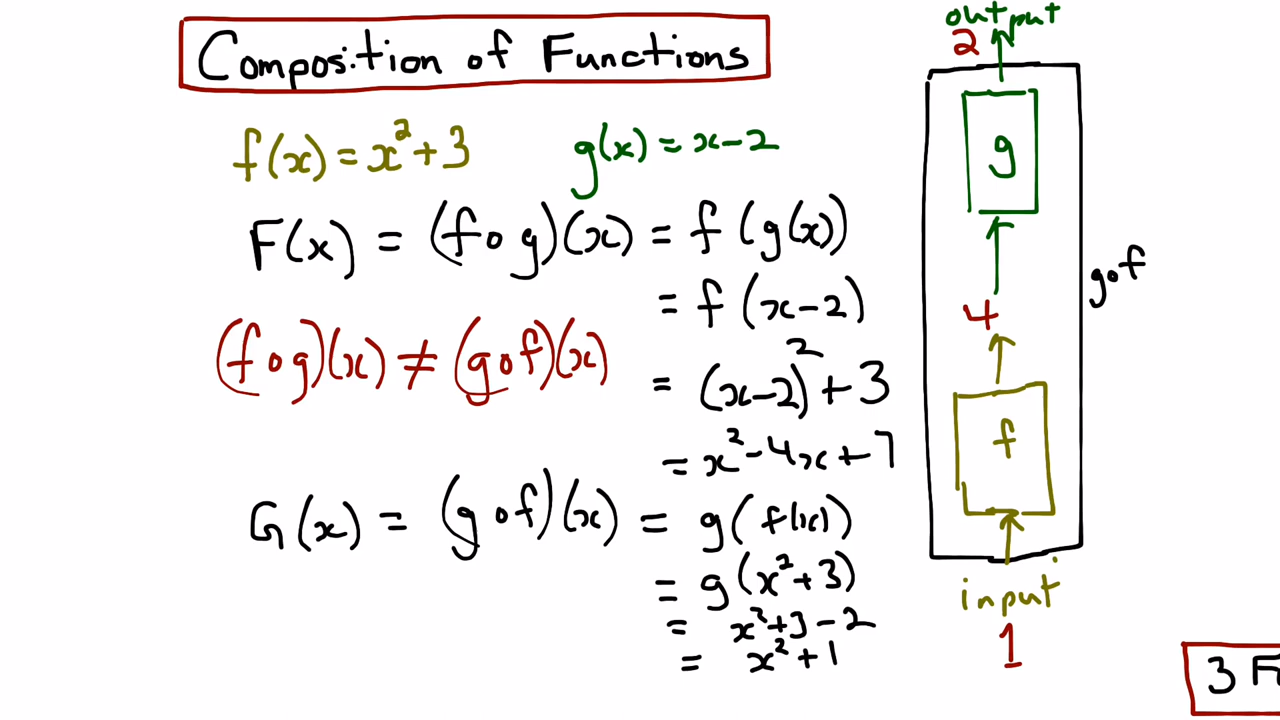 Composition of Functions
f(x) = x²+3
g(x) = x-2
F(x) = (f∘g)(x) = f(g(x))
= f(x-2)
(f∘g)(x) ≠ (g∘f)(x)
= (x-2)²+3
= x²-4x+7
G(x) = (g∘f)(x) = g(f(x))
= g(x²+3)
= x²+3-2
= x²+1
output
2
g
g∘f
4
f
input
1
3